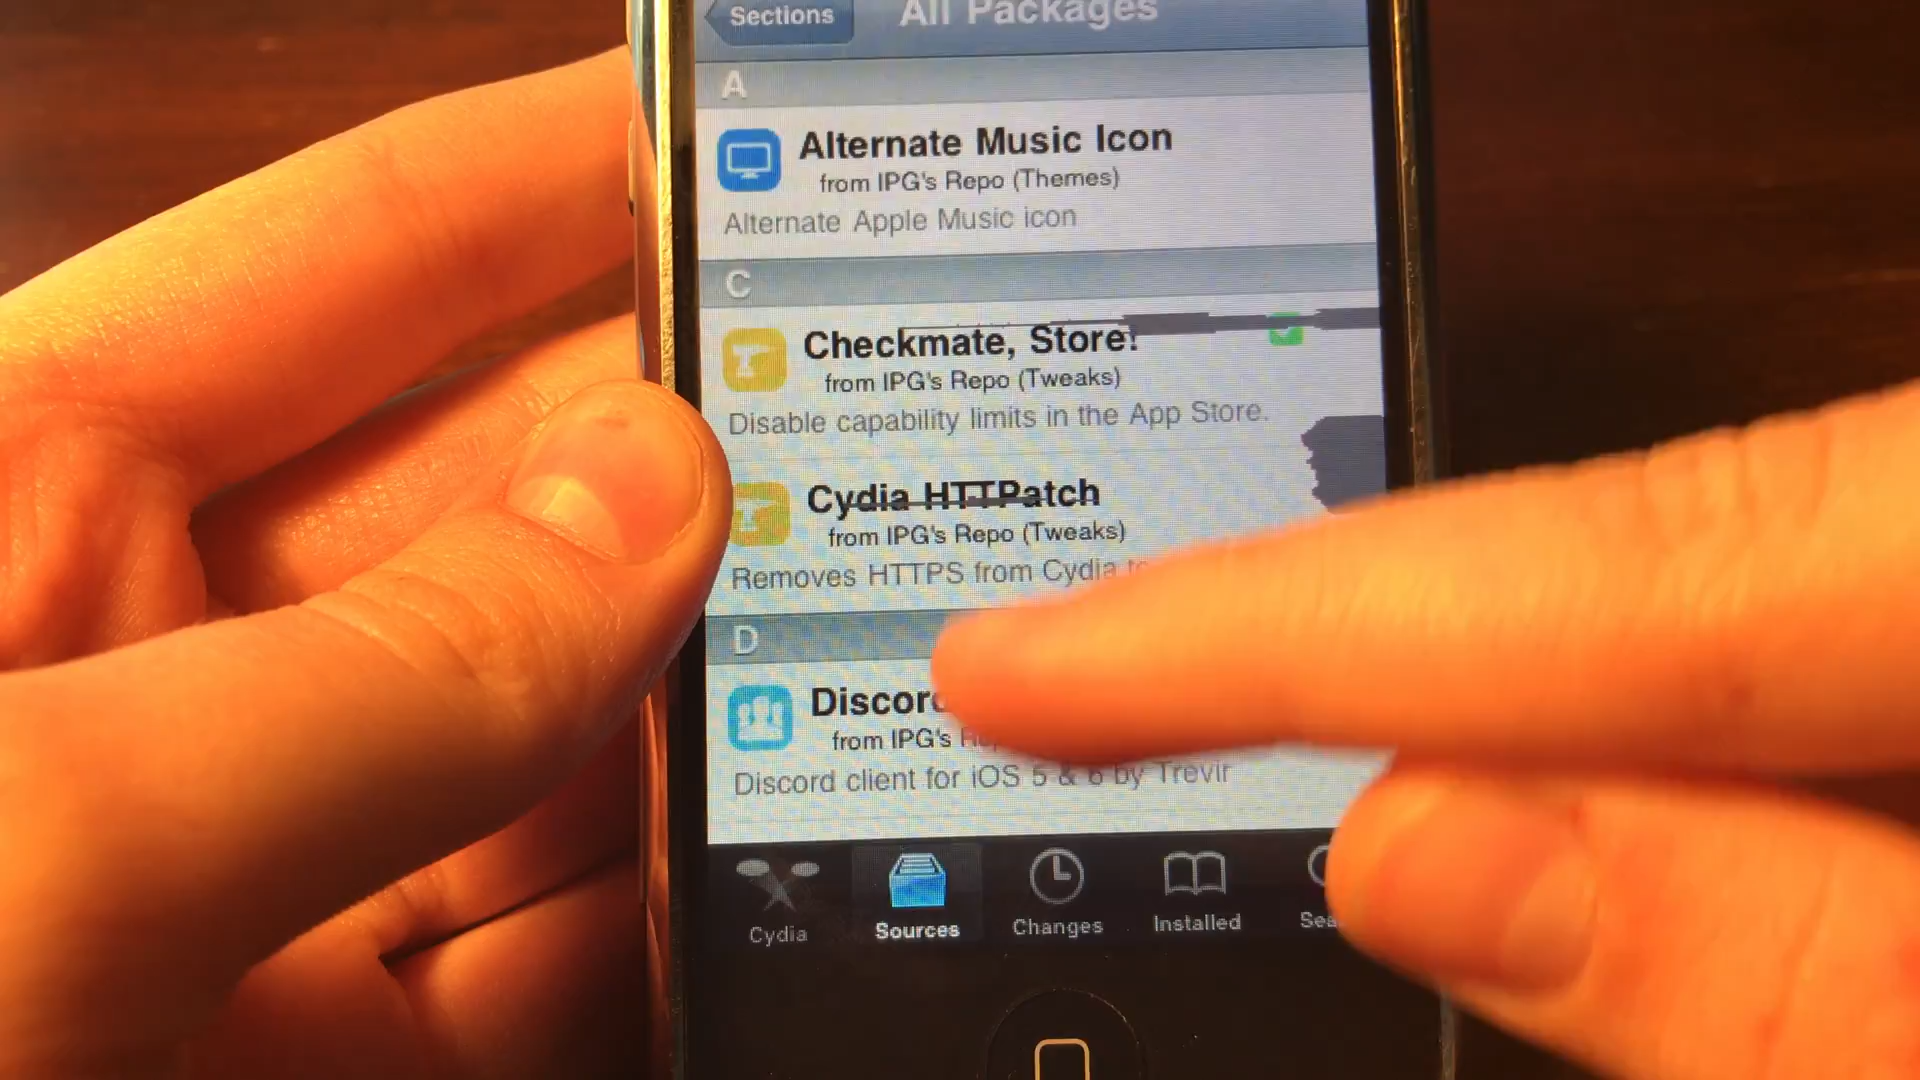 Sections
All Packages
A
Alternate Music Icon
from IPG's Repo (Themes)
Alternate Apple Music icon
C
Checkmate, Store!
from IPG's Repo (Tweaks)
Disable capability limits in the App Store.
Cydia HTTPatch
from IPG's Repo (Tweaks)
Removes HTTPS from Cydia
D
Discord
from IPG's
Discord client for iOS 5 & 6 by Trevir
Cydia
Sources
Changes
Installed